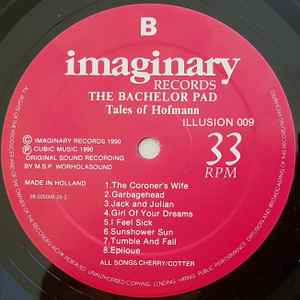 B
imaginary
RECORDS
THE BACHELOR PAD
Tales of Hofmann
ILLUSION 009
© IMAGINARY RECORDS 1990
℗ CUBIC MUSIC 1990
ORIGINAL SOUND RECORDING
BY M.S.P. WORHOLASOUND
33
RPM
MADE IN HOLLAND
1.The Coroner's Wife
2.Garbagehead
3.Jack and Julian
4.Girl Of Your Dreams
5.I Feel Sick
6.Sunshower Sun
7.Tumble And Fall
8.Epilogue
ALL SONGS:CHERRY/COTTER